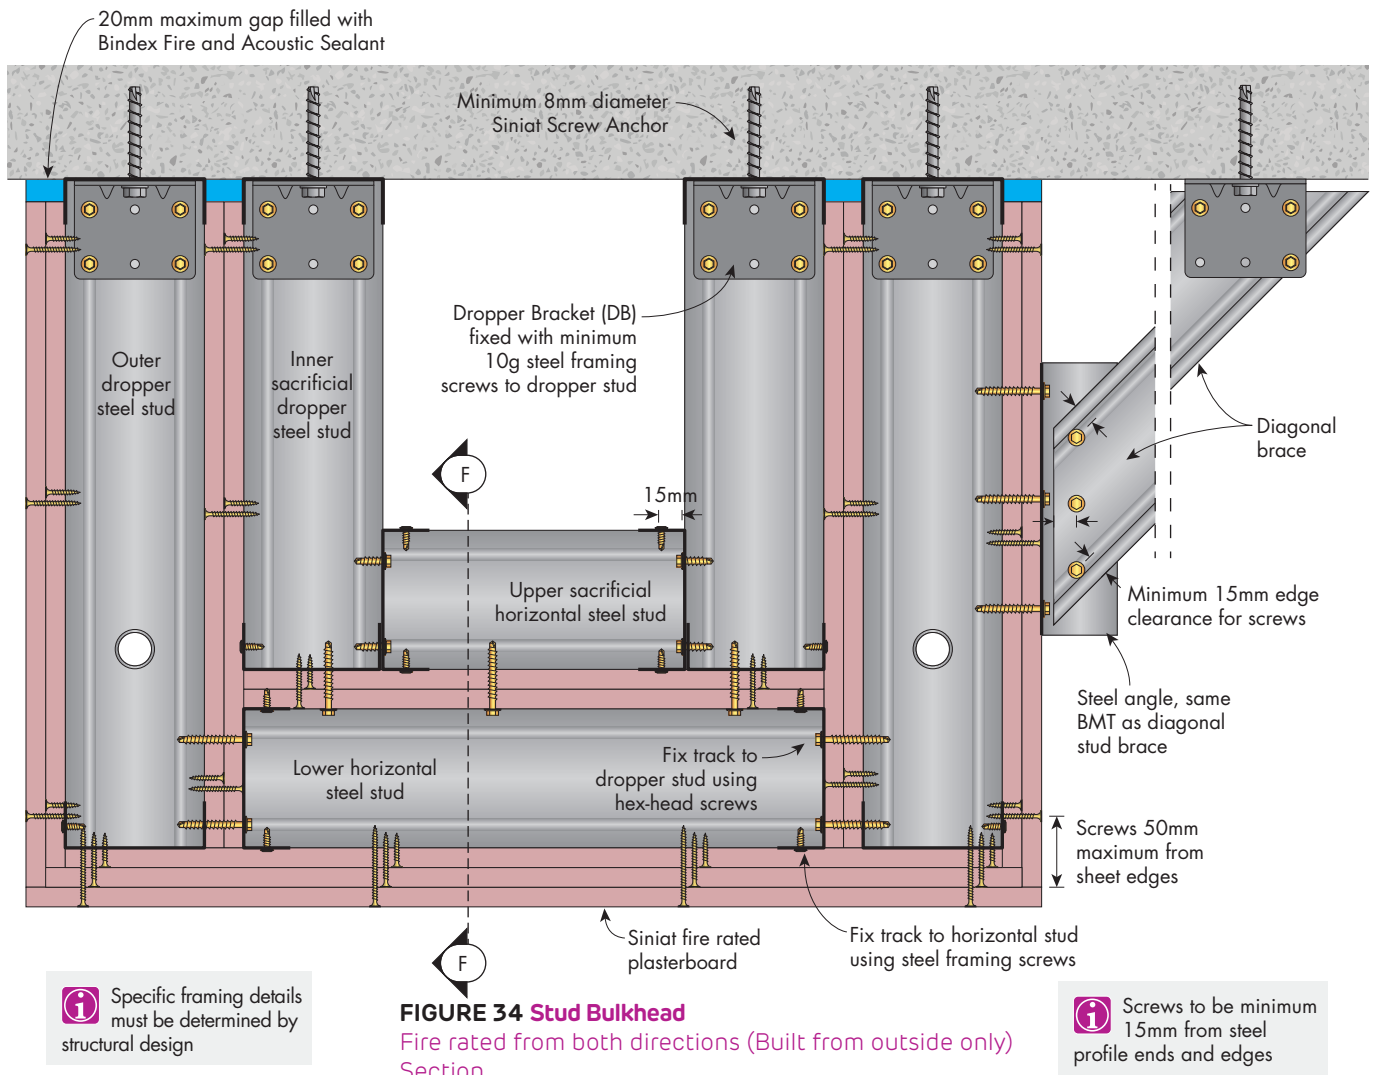 20mm maximum gap filled with
Bindex Fire and Acoustic Sealant
Minimum 8mm diameter
Siniat Screw Anchor
Dropper Bracket (DB)
fixed with minimum
10g steel framing
screws to dropper stud
Outer
dropper
steel stud
Inner
sacrificial
dropper
steel stud
F
15mm
Diagonal
brace
Upper sacrificial
horizontal steel stud
Minimum 15mm edge
clearance for screws
Steel angle, same
BMT as diagonal
stud brace
Lower horizontal
steel stud
Fix track to
dropper stud using
hex-head screws
Screws 50mm
maximum from
sheet edges
Siniat fire rated
plasterboard
Fix track to horizontal stud
using steel framing screws
F
i
Specific framing details
must be determined by
structural design
FIGURE 34 Stud Bulkhead
Fire rated from both directions (Built from outside only)
Section
i
Screws to be minimum
15mm from steel
profile ends and edges